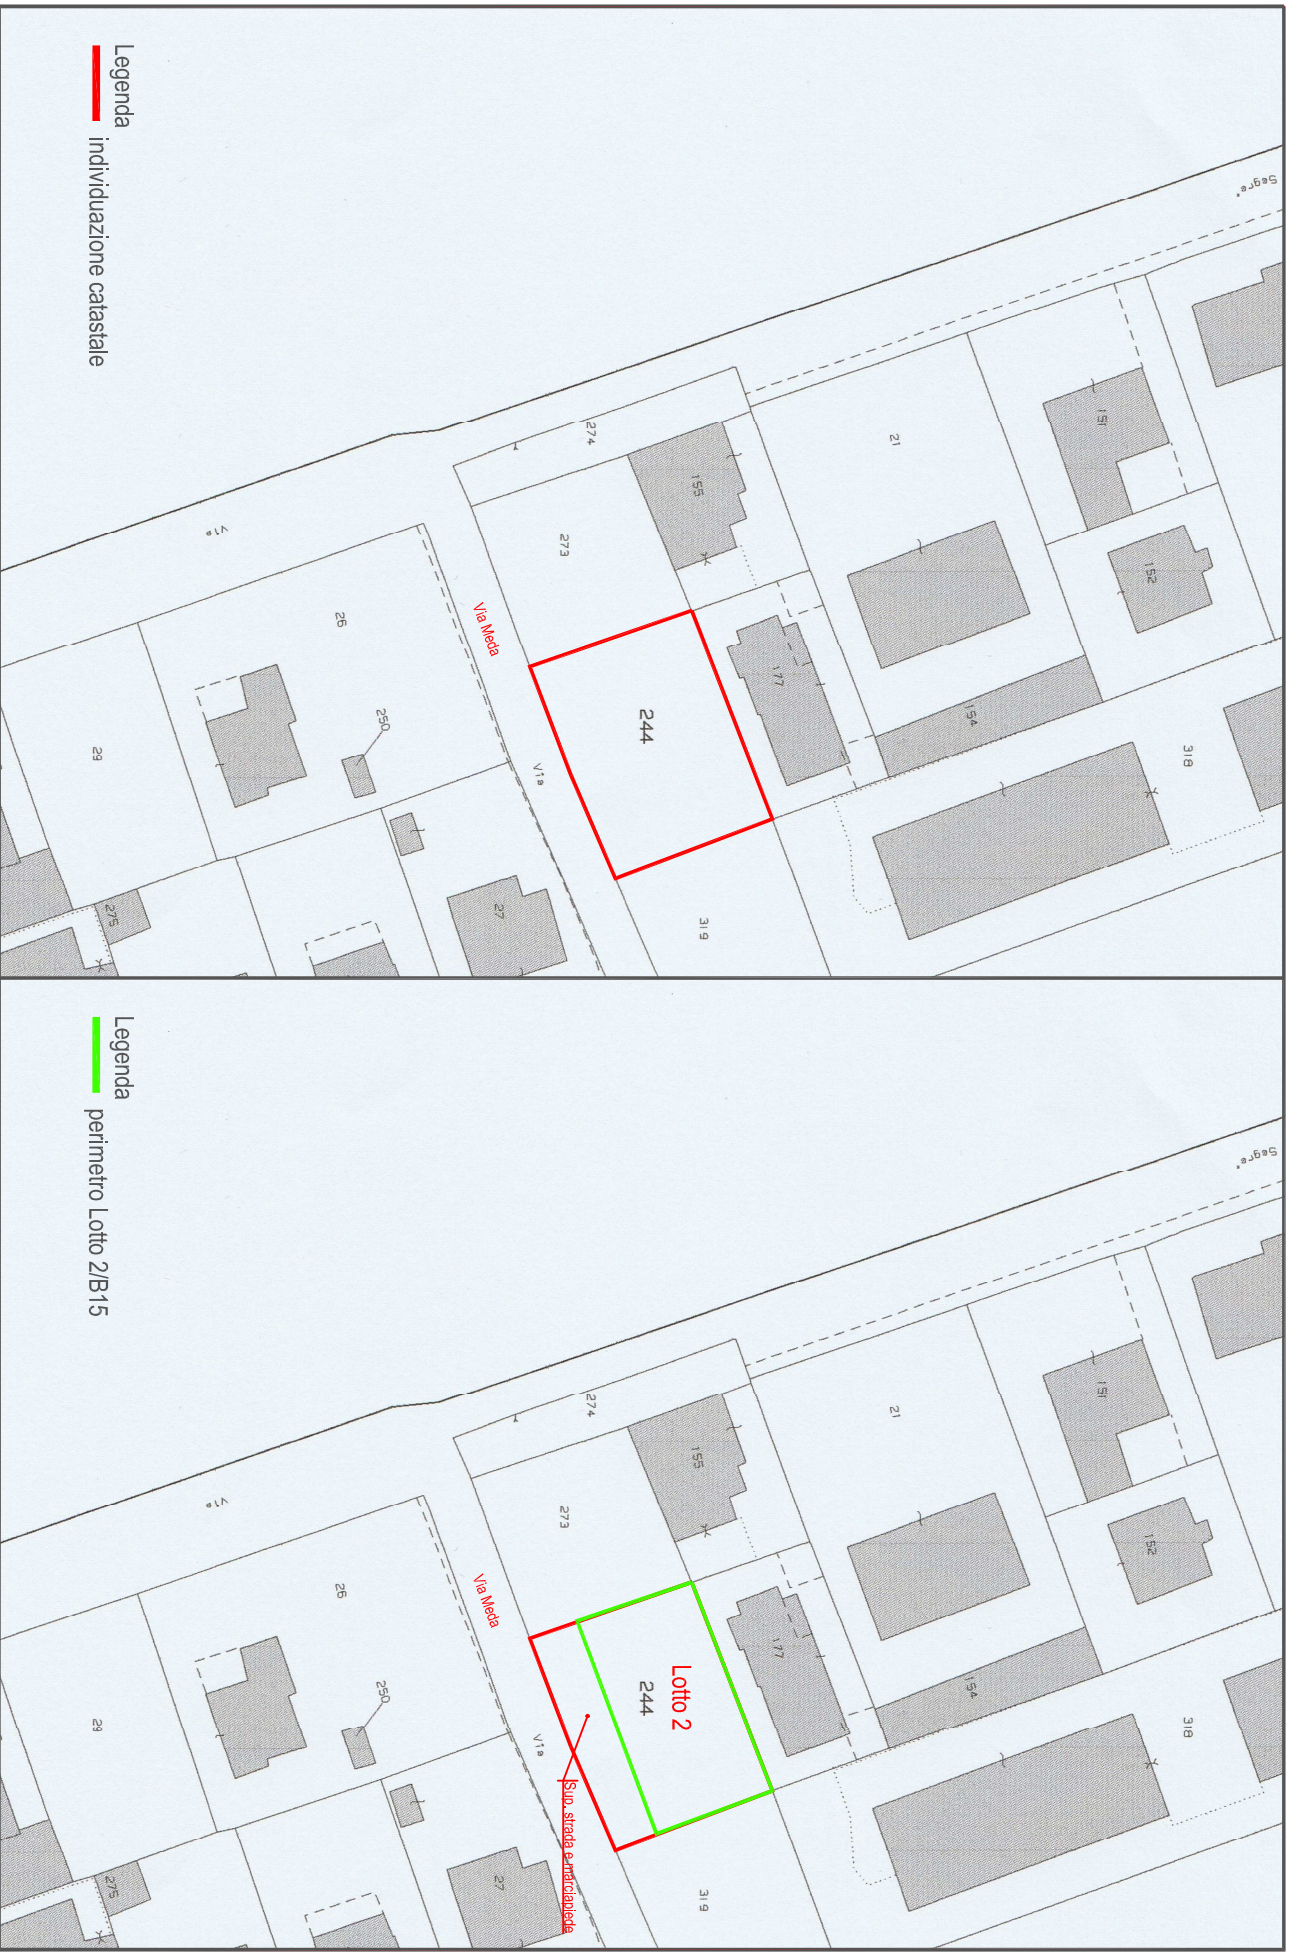 Legenda
individuazione catastale
Segre"
151
21
274
155
152
273
Via
26
Via Meda
177
154
244
318
250
29
Via
275
27
319
Legenda
perimetro Lotto 2/B15
Segre"
151
21
274
155
152
273
Via
26
Via Meda
177
154
Lotto 2
244
318
250
29
Via
Sup. strada e marciapiede
275
27
319